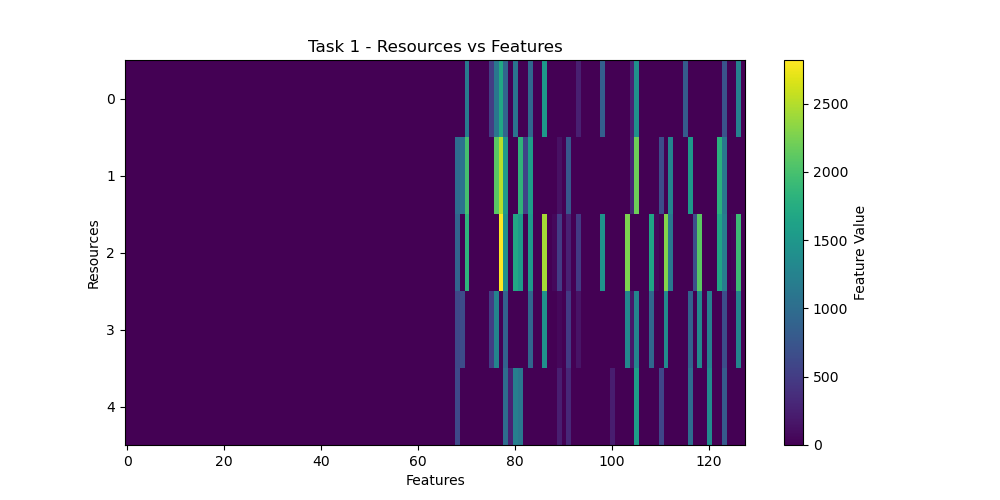 Task 1 - Resources vs Features
Resources
0
1
2
3
4
0 20 40 60 80 100 120
Features
2500
2000
1500
1000
500
0
Feature Value